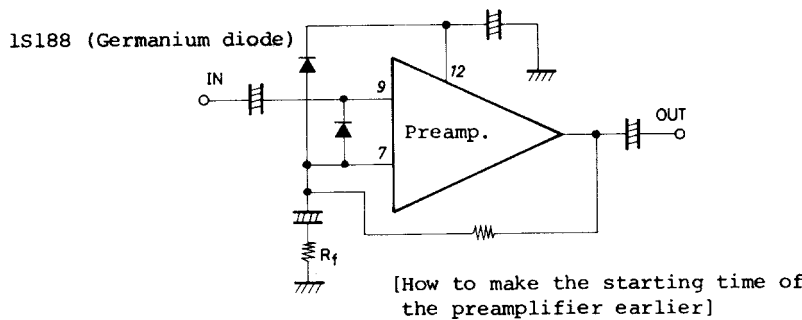 1S188 (Germanium diode)
IN
9
12
Preamp.
OUT
7
Rf
[How to make the starting time of
the preamplifier earlier]